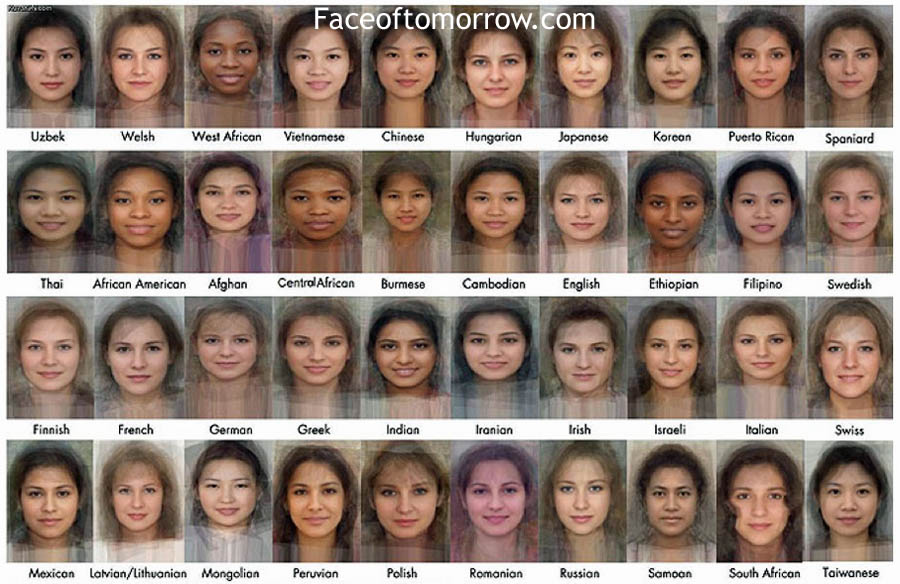 Faceoftomorrow.com
Uzbek Welsh West African Vietnamese Chinese Hungarian Japanese Korean Puerto Rican Spaniard
Thai African American Afghan Central African Burmese Cambodian English Ethiopian Filipino Swedish
Finnish French German Greek Indian Iranian Irish Israeli Italian Swiss
Mexican Latvian/Lithuanian Mongolian Peruvian Polish Romanian Russian Samoan South African Taiwanese